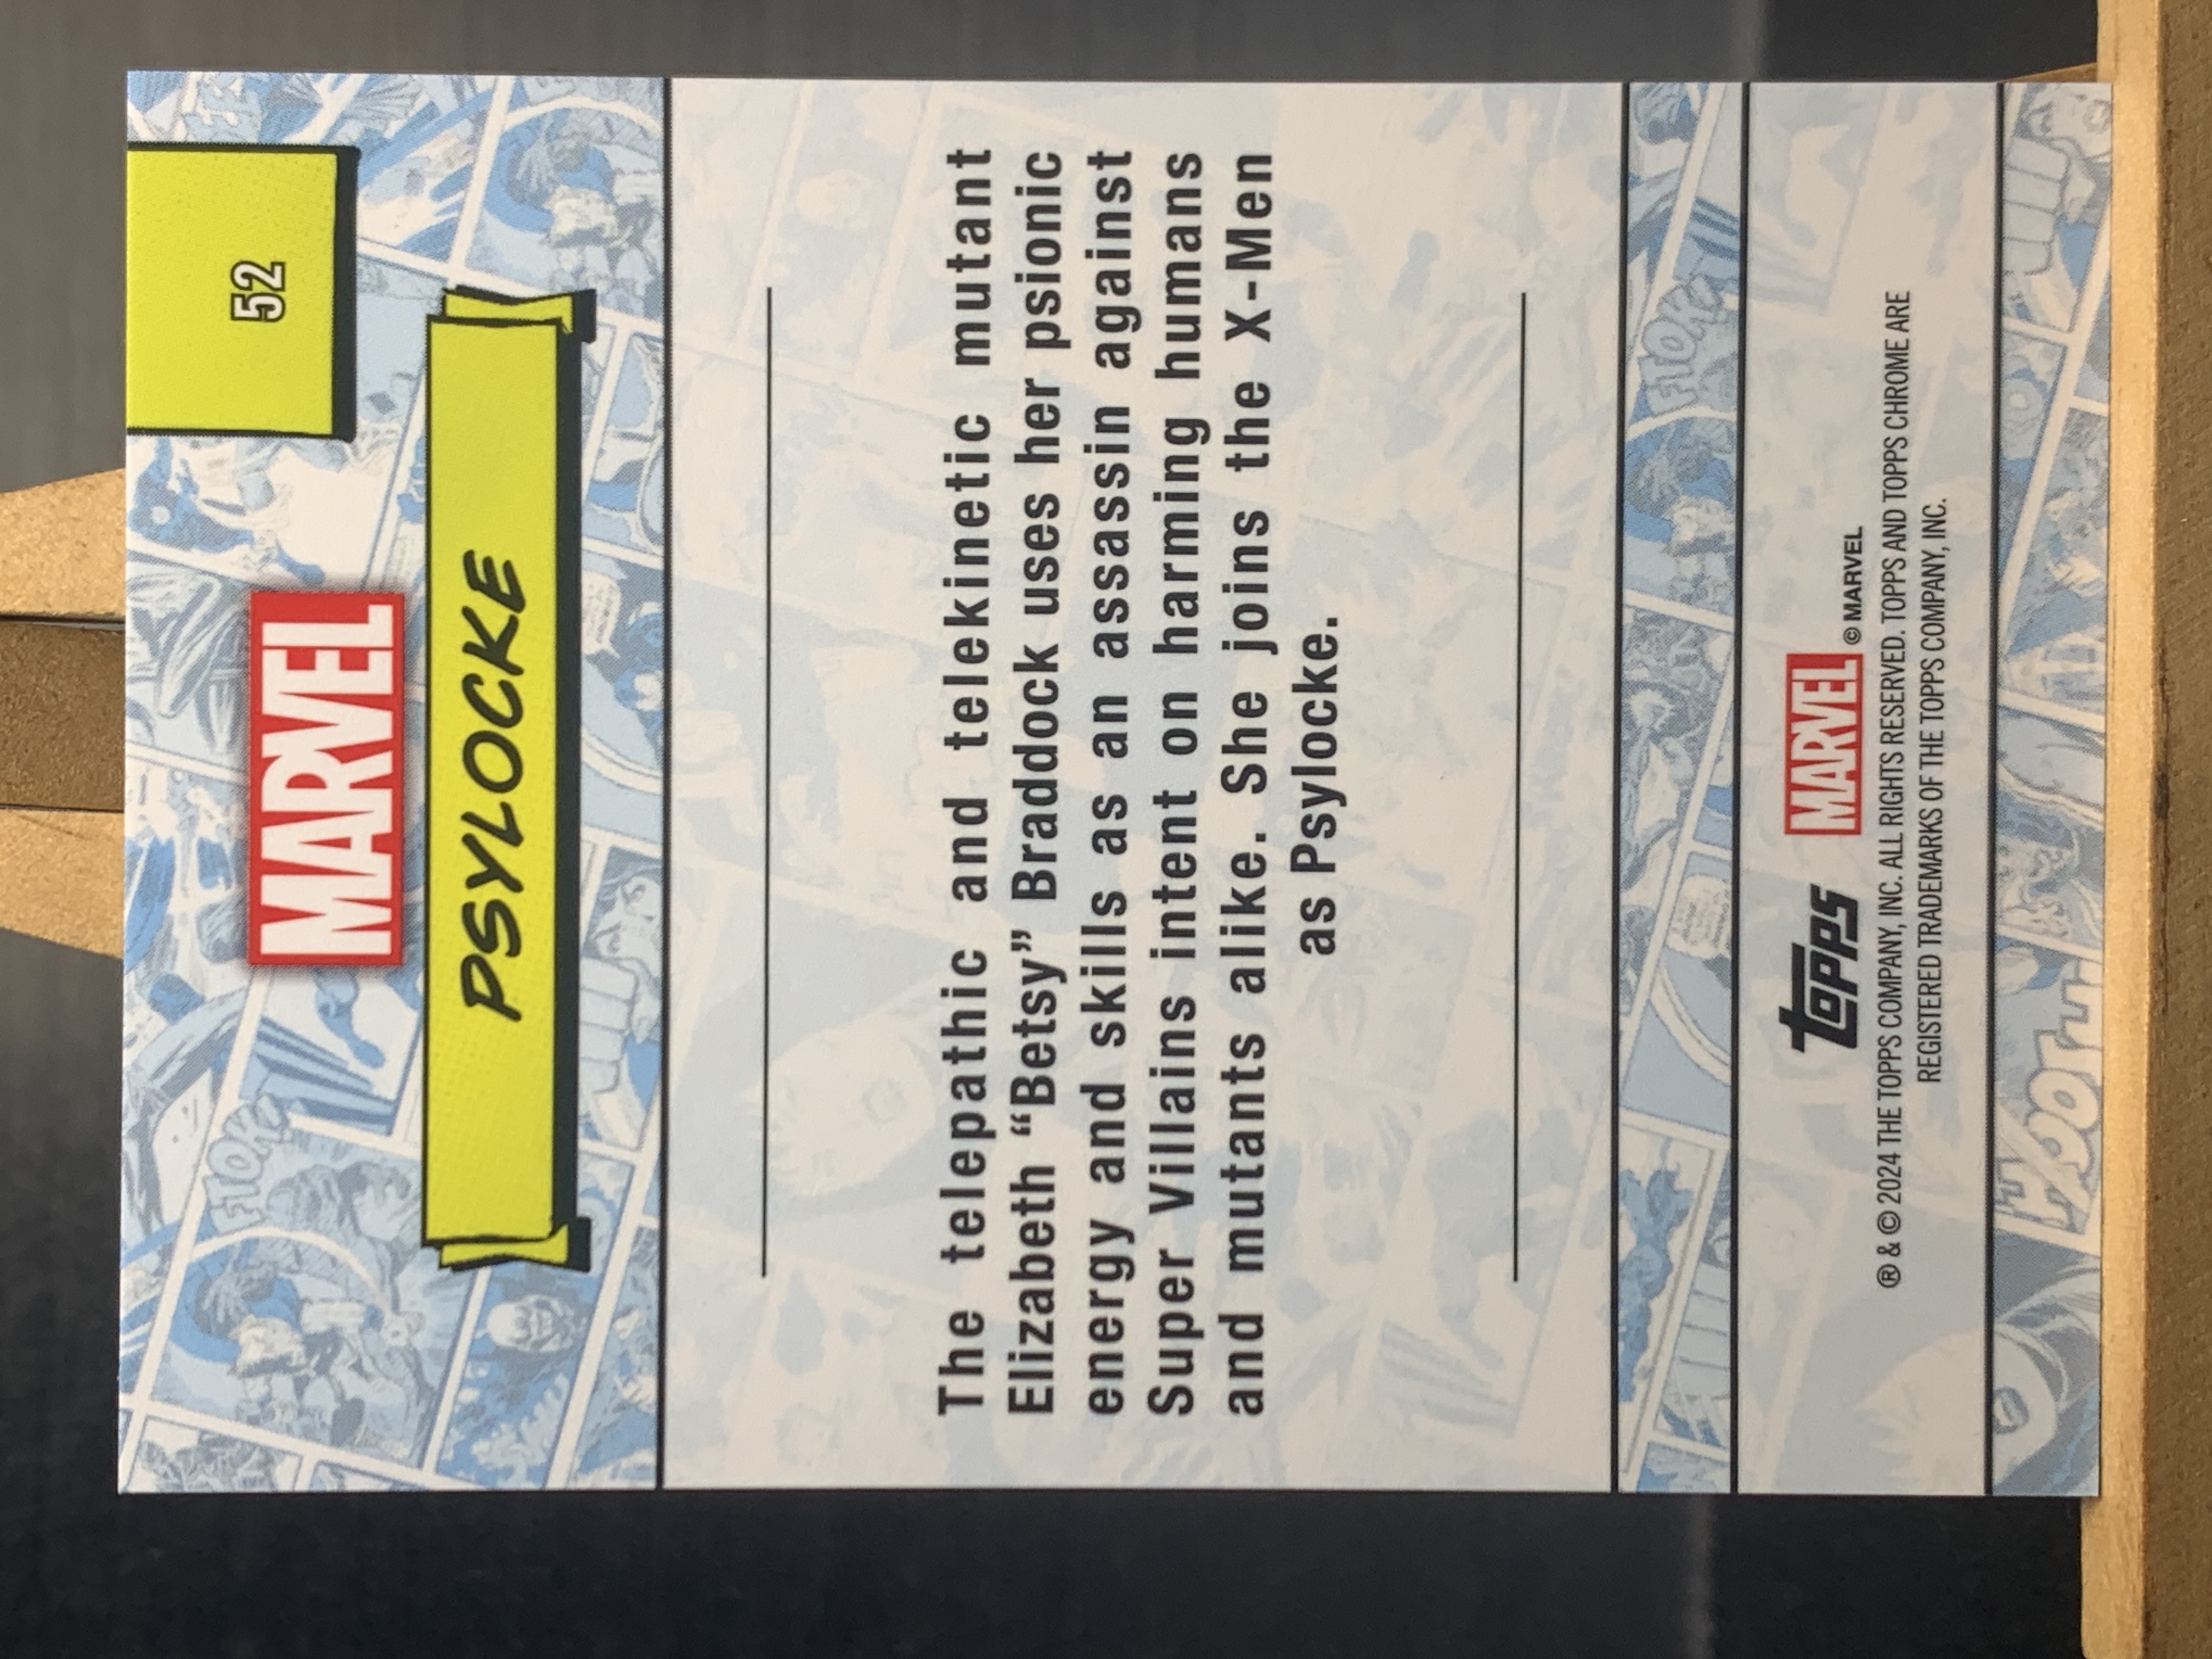 52
MARVEL
PSYLOCKE
The telepathic and telekinetic mutant
Elizabeth “Betsy” Braddock uses her psionic
energy and skills as an assassin against
Super Villains intent on harming humans
and mutants alike. She joins the X-Men
as Psylocke.
FTOK!
FTOK!
topps MARVEL © MARVEL
® & © 2024 THE TOPPS COMPANY, INC. ALL RIGHTS RESERVED. TOPPS AND TOPPS CHROME ARE
REGISTERED TRADEMARKS OF THE TOPPS COMPANY, INC.